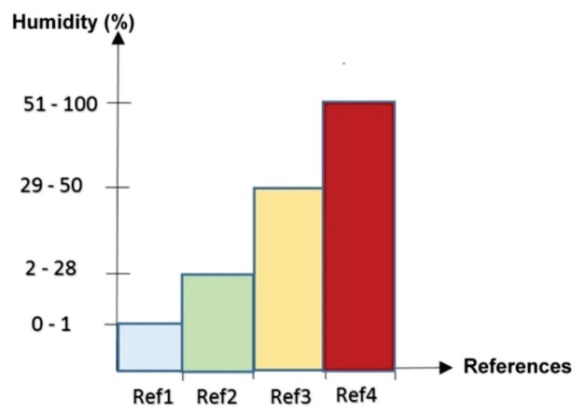 Humidity (%)
51 - 100
29 - 50
2 - 28
0 - 1
References
Ref1 Ref2 Ref3 Ref4